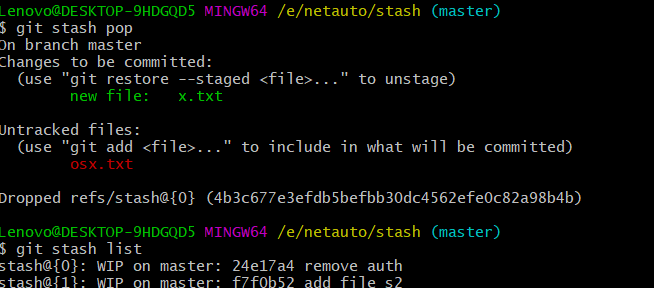 Lenovo@DESKTOP-9HDGQD5 MINGW64 /e/netauto/stash (master)
$ git stash pop
On branch master
Changes to be committed:
  (use "git restore --staged <file>..." to unstage)
        new file:   x.txt

Untracked files:
  (use "git add <file>..." to include in what will be committed)
        osx.txt

Dropped refs/stash@{0} (4b3c677e3efdb5befbb30dc4562efe0c82a98b4b)

Lenovo@DESKTOP-9HDGQD5 MINGW64 /e/netauto/stash (master)
$ git stash list
stash@{0}: WIP on master: 24e17a4 remove auth
stash@{1}: WIP on master: f7f0b52 add file s2